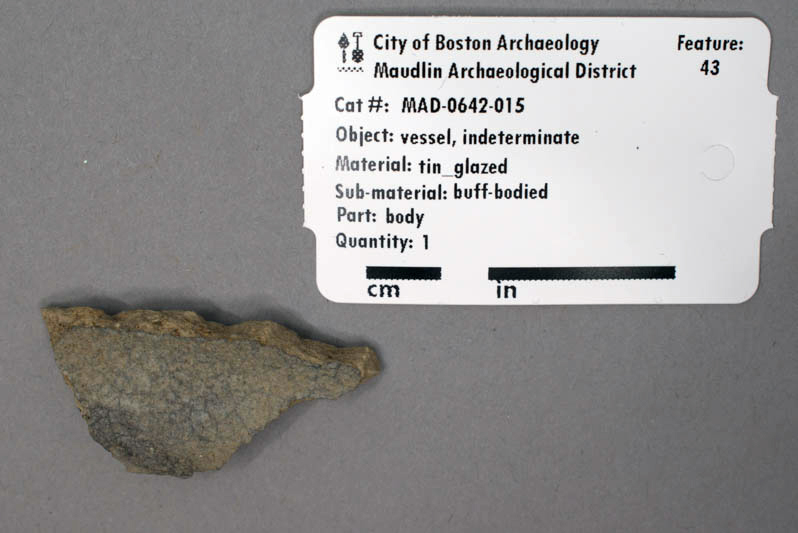 City of Boston Archaeology
Maudlin Archaeological District
Feature:
43
Cat #: MAD-0642-015
Object: vessel, indeterminate
Material: tin_glazed
Sub-material: buff-bodied
Part: body
Quantity: 1
cm in